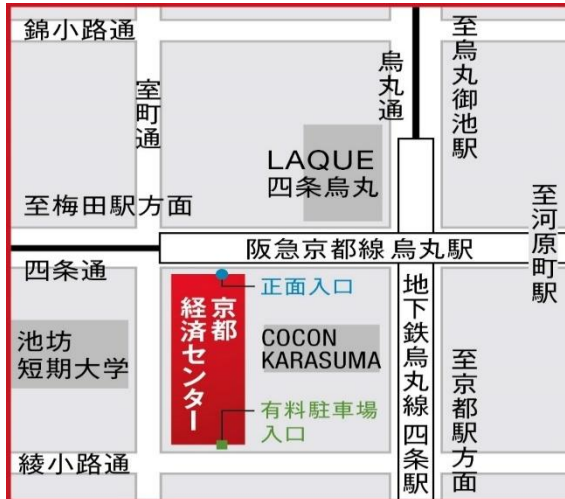 錦小路通
室町通
烏丸通
至烏丸御池駅
LAQUE
四条烏丸
至梅田駅方面
至河原町駅
阪急京都線 烏丸駅
四条通
正面入口
京都
経済センター
地下鉄烏丸線 四条駅
池坊
短期大学
COCON
KARASUMA
至京都駅方面
有料駐車場
入口
綾小路通